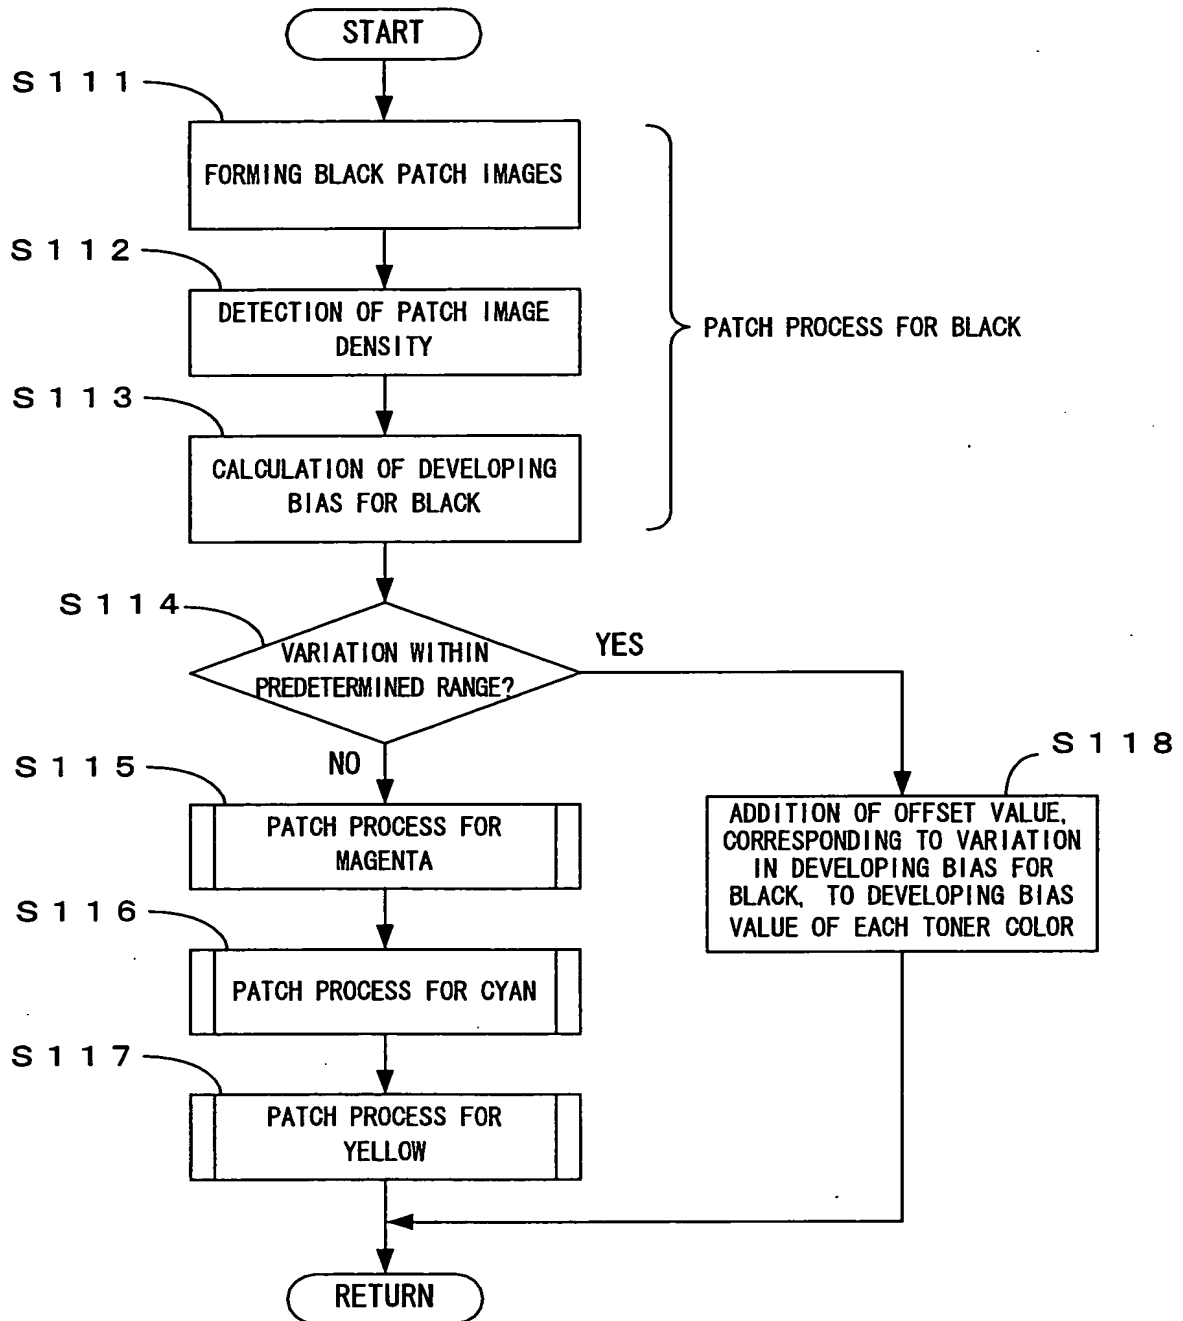 START
S111
FORMING BLACK PATCH IMAGES
S112
DETECTION OF PATCH IMAGE
DENSITY
PATCH PROCESS FOR BLACK
S113
CALCULATION OF DEVELOPING
BIAS FOR BLACK
S114
VARIATION WITHIN
PREDETERMINED RANGE?
YES
NO
S115
PATCH PROCESS FOR
MAGENTA
S118
ADDITION OF OFFSET VALUE,
CORRESPONDING TO VARIATION
IN DEVELOPING BIAS FOR
BLACK, TO DEVELOPING BIAS
VALUE OF EACH TONER COLOR
S116
PATCH PROCESS FOR CYAN
S117
PATCH PROCESS FOR
YELLOW
RETURN